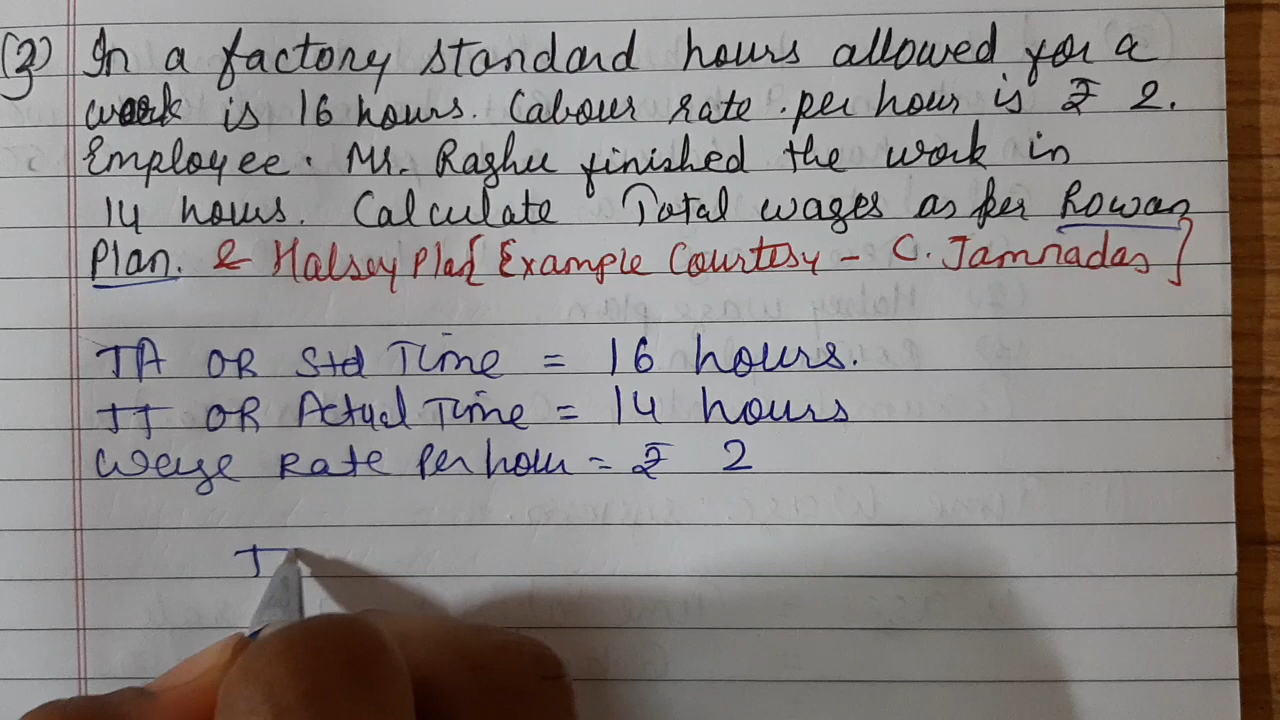 (3) In a factory standard hours allowed for a
work is 16 hours. Labour rate per hour is ₹ 2.
Employee. Mr. Raghu finished the work in
14 hours. Calculate Total wages as per Rowan
Plan. & Halsey Plan [Example Courtesy - C. Jamnadas]
TA OR Std Time = 16 hours.
TT OR Actual Time = 14 hours
Wage Rate Per hour = ₹ 2
T